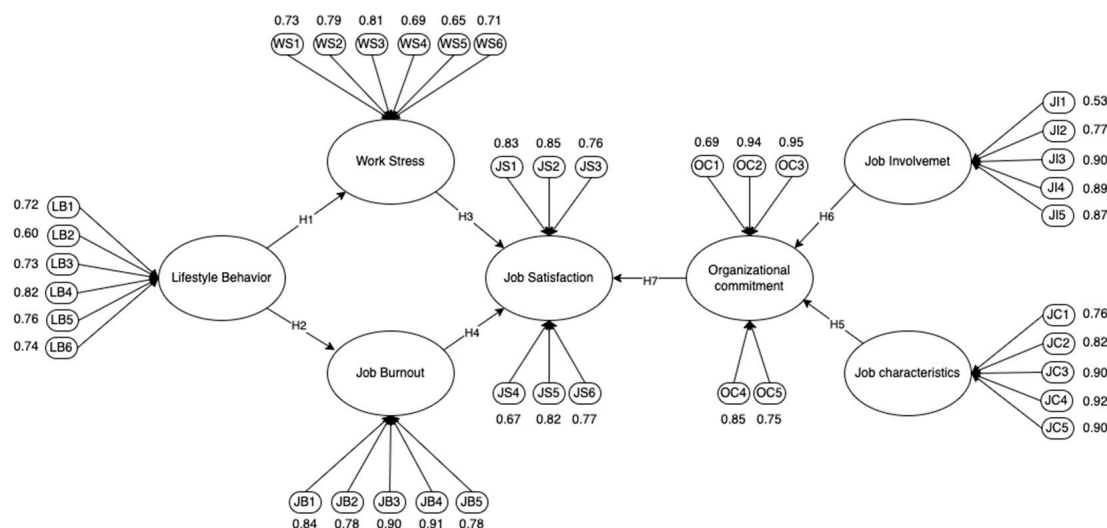 0.73 0.79 0.81 0.69 0.65 0.71
WS1 WS2 WS3 WS4 WS5 WS6
Work Stress
0.72 LB1
0.60 LB2
0.73 LB3
0.82 LB4
0.76 LB5
0.74 LB6
Lifestyle Behavior
H1
H2
H3
H4
Job Burnout
JB1 JB2 JB3 JB4 JB5
0.84 0.78 0.90 0.91 0.78
0.83 0.85 0.76
JS1 JS2 JS3
Job Satisfaction
JS4 JS5 JS6
0.67 0.82 0.77
H7
0.69 0.94 0.95
OC1 OC2 OC3
Organizational
commitment
OC4 OC5
0.85 0.75
H6
H5
Job Involvemet
JI1 0.53
JI2 0.77
JI3 0.90
JI4 0.89
JI5 0.87
Job characteristics
JC1 0.76
JC2 0.82
JC3 0.90
JC4 0.92
JC5 0.90